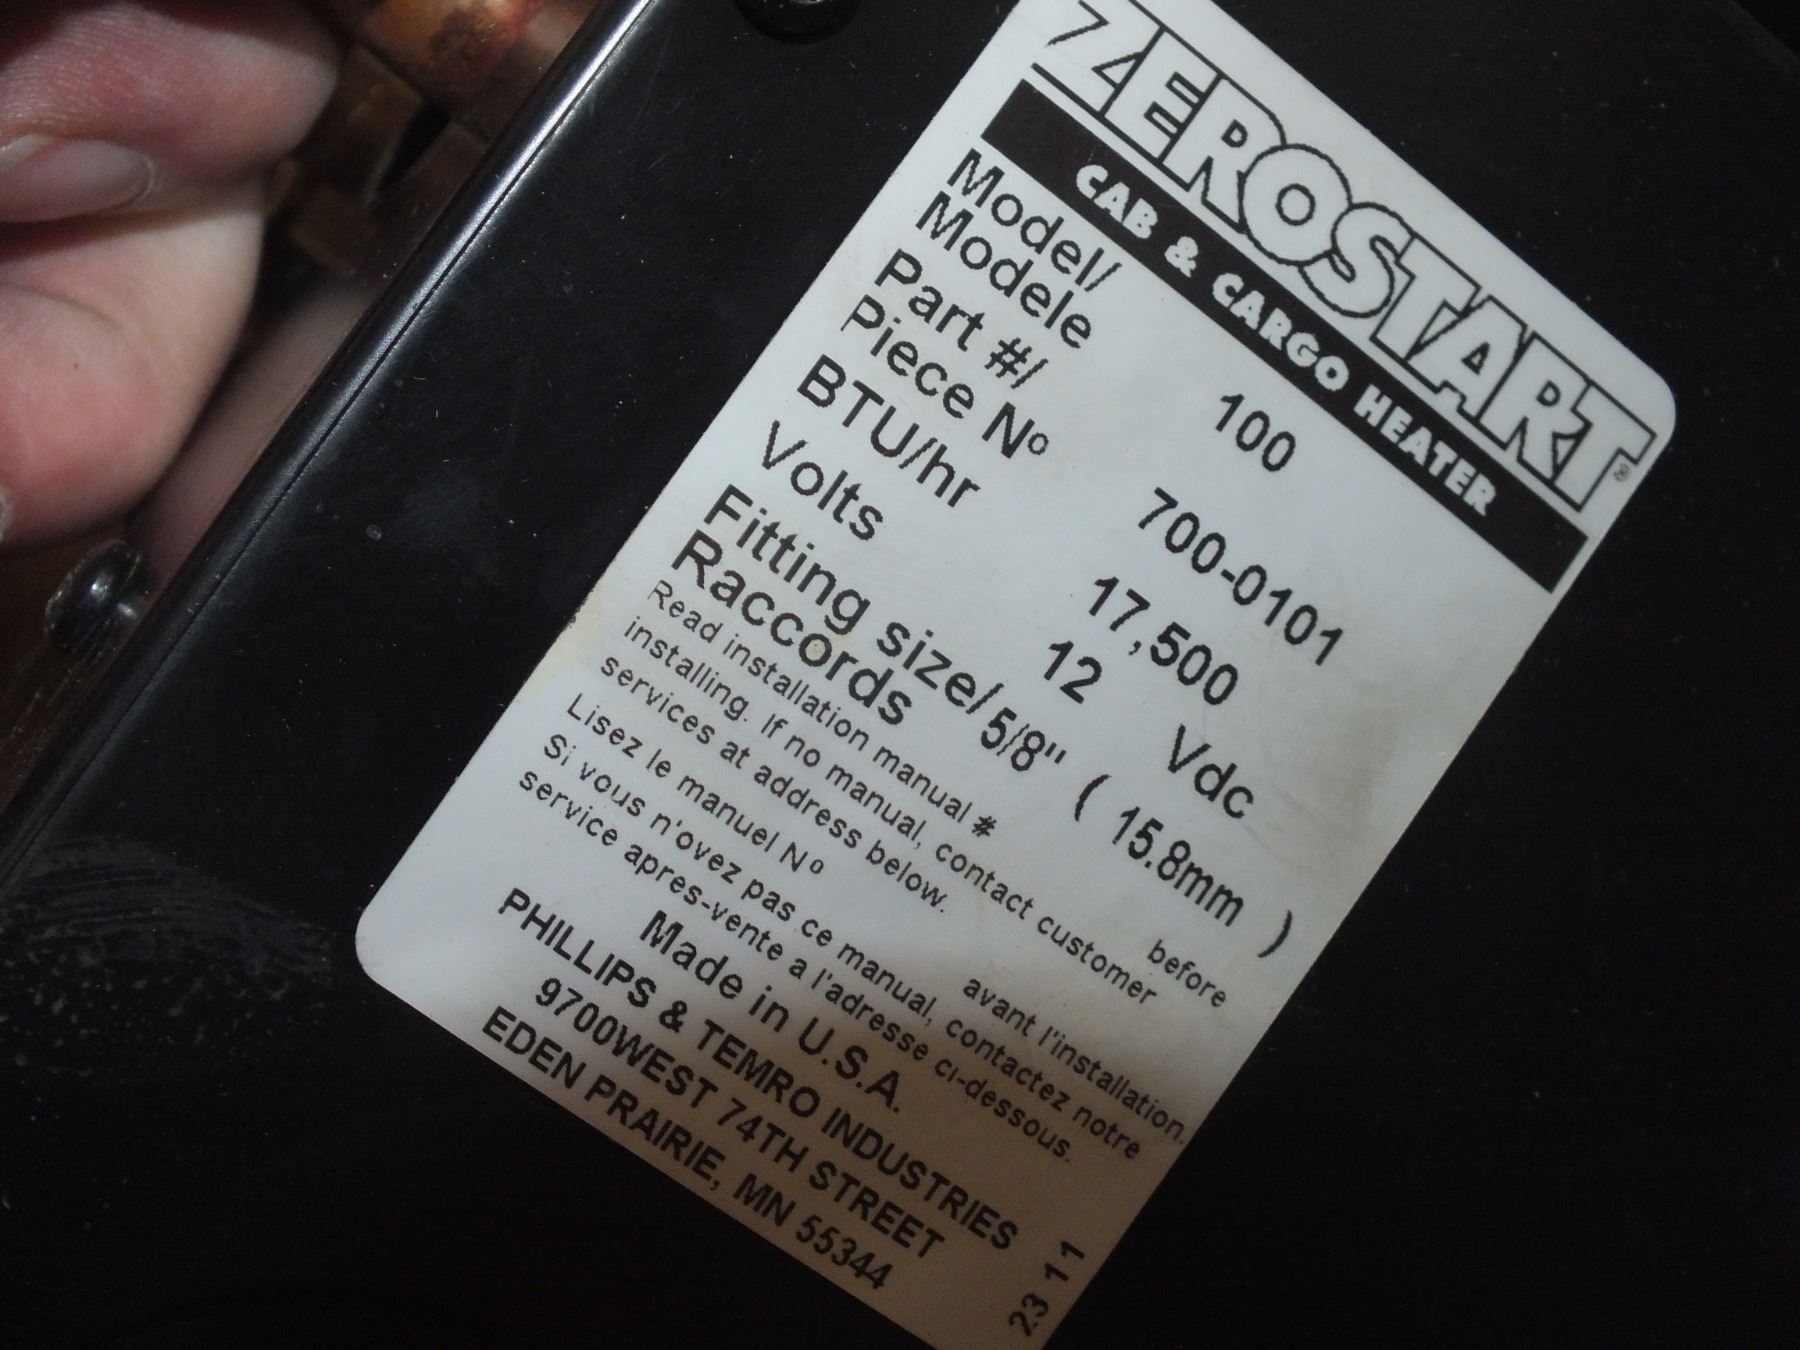 ZEROSTART®
CAB & CARGO HEATER
Model/
Modele 100
Part #/
Piece Nº 700-0101
BTU/hr 17,500
Volts 12 Vdc
Fitting size/ 5/8" ( 15.8mm )
Raccords
Read installation manual # before
installing. If no manual, contact customer
services at address below.
Lisez le manuel Nº avant l'installation.
Si vous n'ovez pas ce manual, contactez notre
service apres-vente a l'adresse ci-dessous.
Made in U.S.A.
PHILLIPS & TEMRO INDUSTRIES
9700WEST 74TH STREET
EDEN PRAIRIE, MN 55344
23 11